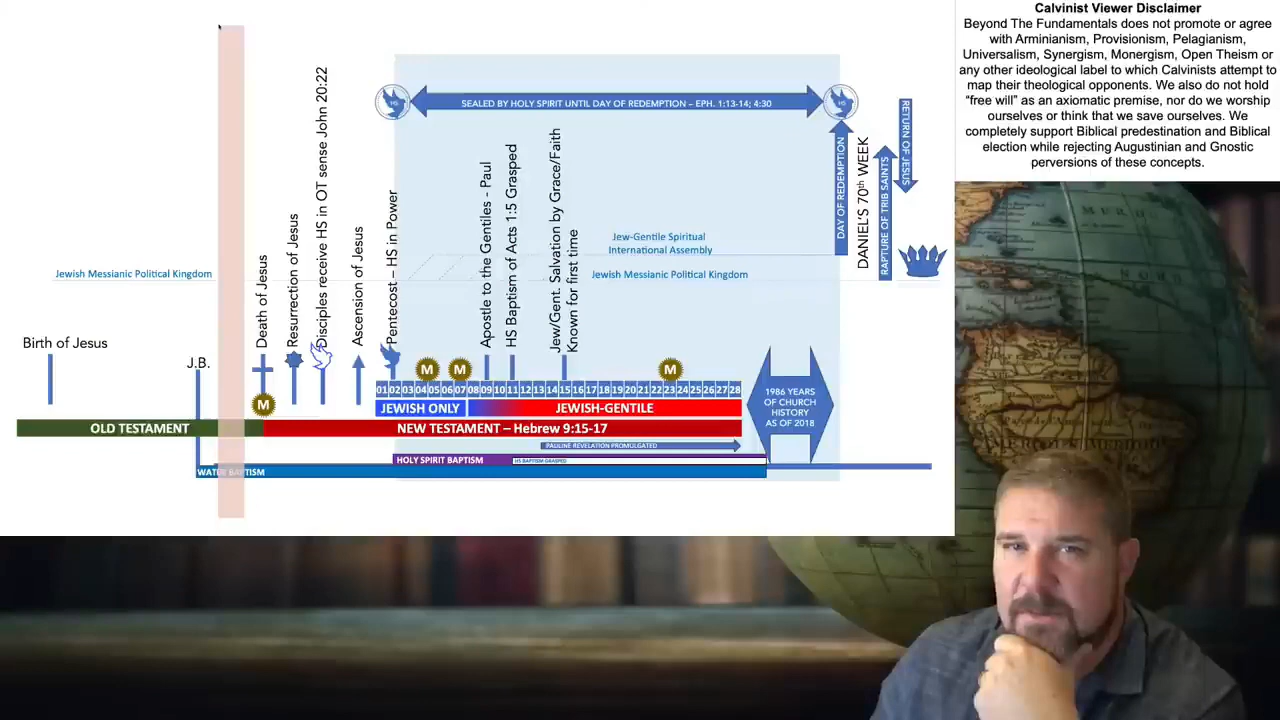 Calvinist Viewer Disclaimer
Beyond The Fundamentals does not promote or agree
with Arminianism, Provisionism, Pelagianism,
Universalism, Synergism, Monergism, Open Theism or
any other ideological label to which Calvinists attempt to
map their theological opponents. We also do not hold
“free will” as an axiomatic premise, nor do we worship
ourselves or think that we save ourselves. We
completely support Biblical predestination and Biblical
election while rejecting Augustinian and Gnostic
perversions of these concepts.
HS
SEALED BY HOLY SPIRIT UNTIL DAY OF REDEMPTION – EPH. 1:13-14; 4:30
HS
Birth of Jesus
J.B.
Death of Jesus
Resurrection of Jesus
Disciples receive HS in OT sense John 20:22
Ascension of Jesus
Pentecost – HS in Power
Apostle to the Gentiles - Paul
HS Baptism of Acts 1:5 Grasped
Jew/Gent. Salvation by Grace/Faith
Known for first time
DAY OF REDEMPTION
DANIEL'S 70th WEEK
RAPTURE OF TRIB SAINTS
RETURN OF JESUS
Jew-Gentile Spiritual
International Assembly
Jewish Messianic Political Kingdom
Jewish Messianic Political Kingdom
M
M
M
M
01 02 03 04 05 06 07 08 09 10 11 12 13 14 15 16 17 18 19 20 21 22 23 24 25 26 27 28
JEWISH ONLY
JEWISH-GENTILE
OLD TESTAMENT
NEW TESTAMENT – Hebrew 9:15-17
PAULINE REVELATION PROMULGATED
HOLY SPIRIT BAPTISM
HS BAPTISM GRASPED
WATER BAPTISM
1986 YEARS
OF CHURCH
HISTORY
AS OF 2018
MERU